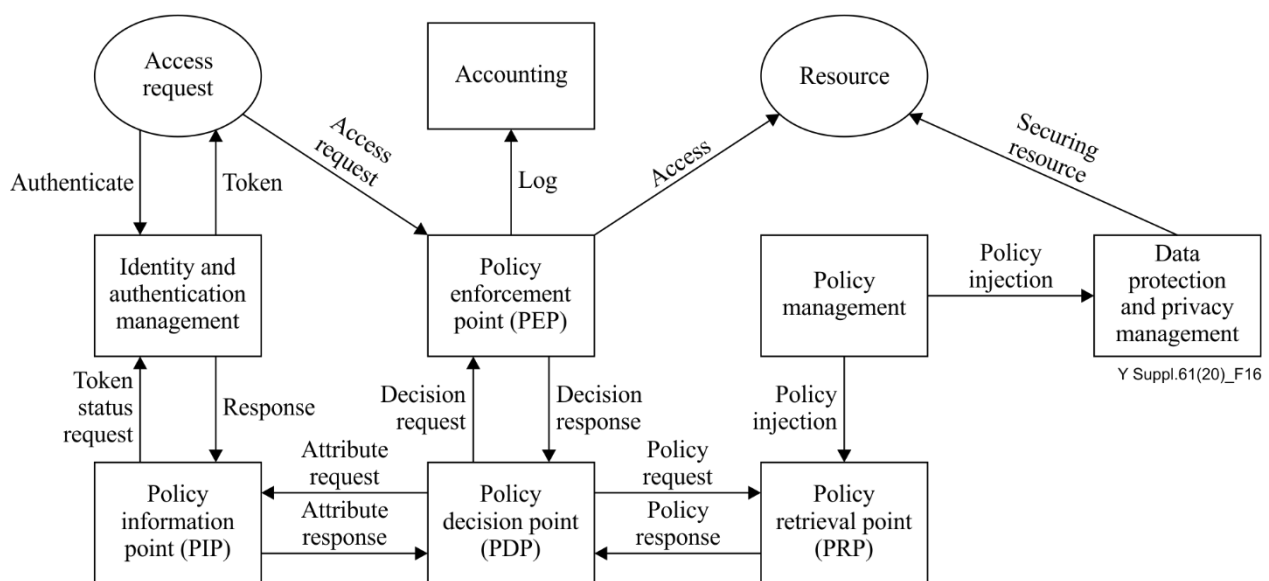 Access
request
Accounting
Resource
Access
request
Securing
resource
Access
Authenticate
Token
Log
Identity and
authentication
management
Policy
enforcement
point (PEP)
Policy
management
Policy
injection
Data
protection
and privacy
management
Y Suppl.61(20)_F16
Token
status
request
Response
Decision
request
Decision
response
Policy
injection
Attribute
request
Policy
request
Policy
information
point (PIP)
Attribute
response
Policy
decision point
(PDP)
Policy
response
Policy
retrieval point
(PRP)